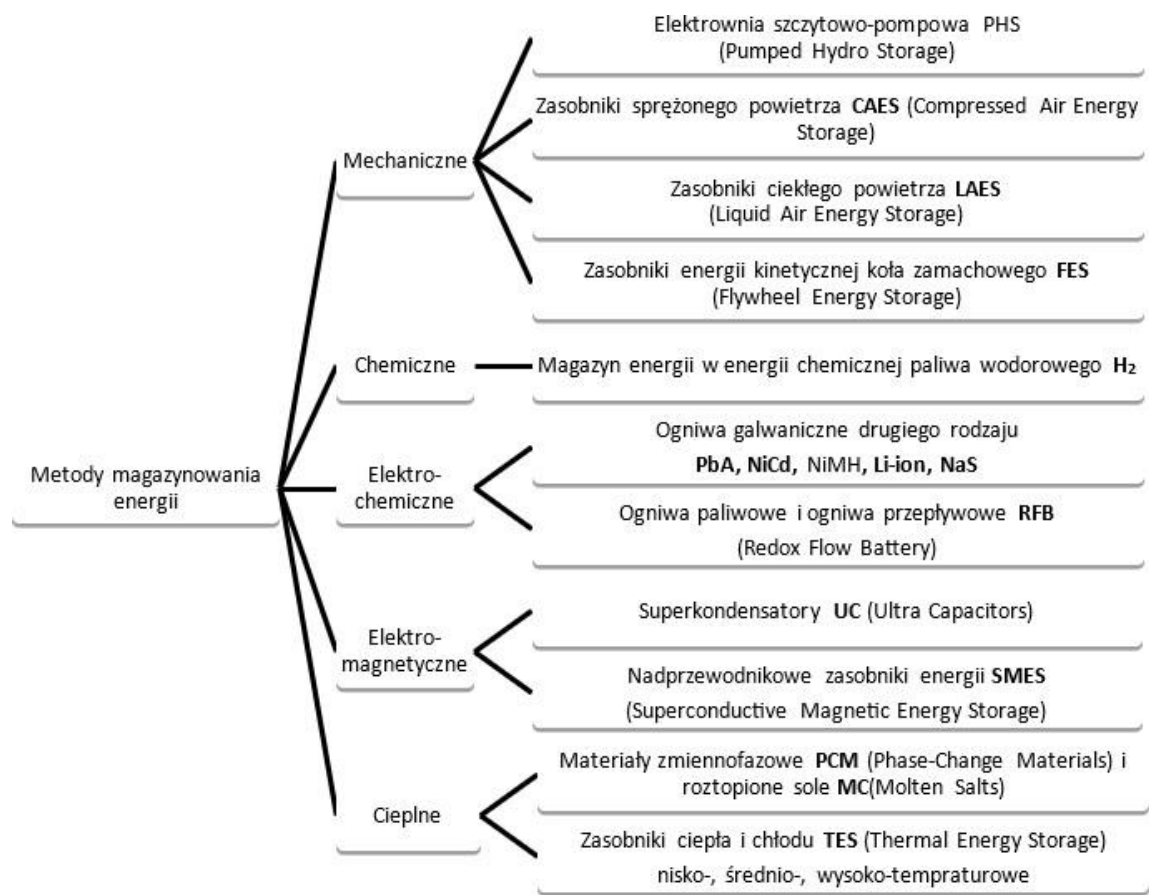 Metody magazynowania
energii
Mechaniczne
Elektrownia szczytowo-pompowa PHS
(Pumped Hydro Storage)
Zasobniki sprężonego powietrza CAES (Compressed Air Energy
Storage)
Zasobniki ciekłego powietrza LAES
(Liquid Air Energy Storage)
Zasobniki energii kinetycznej koła zamachowego FES
(Flywheel Energy Storage)
Chemiczne
Magazyn energii w energii chemicznej paliwa wodorowego H₂
Elektro-
chemiczne
Ogniwa galwaniczne drugiego rodzaju
PbA, NiCd, NiMH, Li-ion, NaS
Ogniwa paliwowe i ogniwa przepływowe RFB
(Redox Flow Battery)
Elektro-
magnetyczne
Superkondensatory UC (Ultra Capacitors)
Nadprzewodnikowe zasobniki energii SMES
(Superconductive Magnetic Energy Storage)
Cieplne
Materiały zmiennofazowe PCM (Phase-Change Materials) i
roztopione sole MC(Molten Salts)
Zasobniki ciepła i chłodu TES (Thermal Energy Storage)
nisko-, średnio-, wysoko-tempraturowe